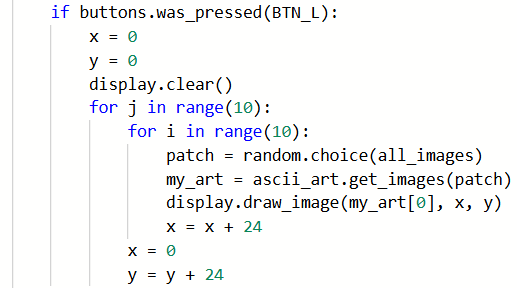 if buttons.was_pressed(BTN_L):
    x = 0
    y = 0
    display.clear()
    for j in range(10):
        for i in range(10):
            patch = random.choice(all_images)
            my_art = ascii_art.get_images(patch)
            display.draw_image(my_art[0], x, y)
            x = x + 24
        x = 0
        y = y + 24